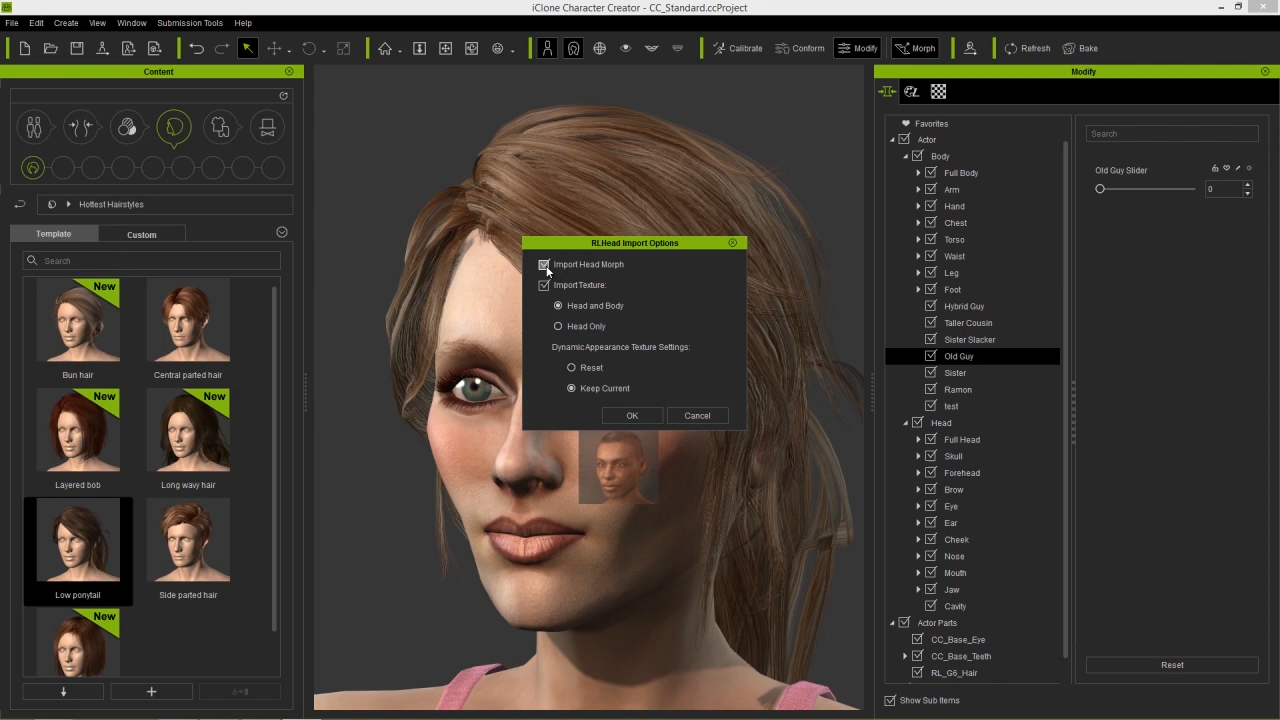 iClone Character Creator - CC_Standard.ccProject
File Edit Create View Window Submission Tools Help
Calibrate Conform Modify Morph Refresh Bake
Content
Hottest Hairstyles
Template Custom
Search
New
Bun hair
Central parted hair
New
New
Layered bob
Long wavy hair
Low ponytail
Side parted hair
New
RLHead Import Options
Import Head Morph
Import Texture:
Head and Body
Head Only
Dynamic Appearance Texture Settings:
Reset
Keep Current
OK Cancel
Modify
Favorites
Actor
Body
Full Body
Arm
Hand
Chest
Torso
Waist
Leg
Foot
Hybrid Guy
Taller Cousin
Sister Slacker
Old Guy
Sister
Ramon
test
Head
Full Head
Skull
Forehead
Brow
Eye
Ear
Cheek
Nose
Mouth
Jaw
Cavity
Actor Parts
CC_Base_Eye
CC_Base_Teeth
RL_G6_Hair
Show Sub Items
Search
Old Guy Slider
0
Reset